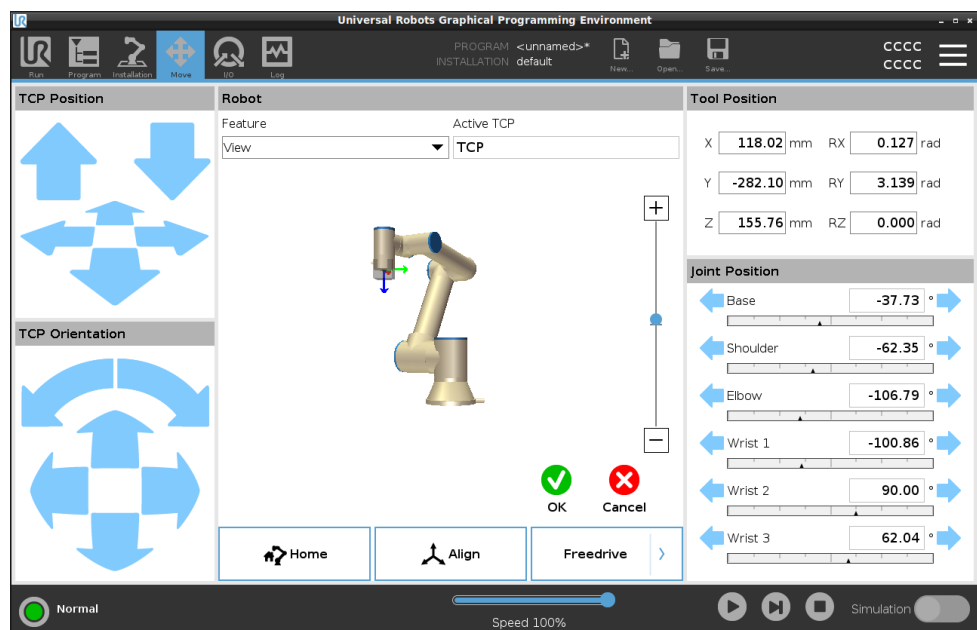 UR
Universal Robots Graphical Programming Environment
UR
Run
Program
Installation
Move
I/O
Log
PROGRAM <unnamed>*
INSTALLATION default
New...
Open...
Save...
CCCC
CCCC
TCP Position
TCP Orientation
Robot
Feature
Active TCP
View
TCP
OK
Cancel
Home
Align
Freedrive
Tool Position
X 118.02 mm RX 0.127 rad
Y -282.10 mm RY 3.139 rad
Z 155.76 mm RZ 0.000 rad
Joint Position
Base -37.73 °
Shoulder -62.35 °
Elbow -106.79 °
Wrist 1 -100.86 °
Wrist 2 90.00 °
Wrist 3 62.04 °
Normal
Speed 100%
Simulation